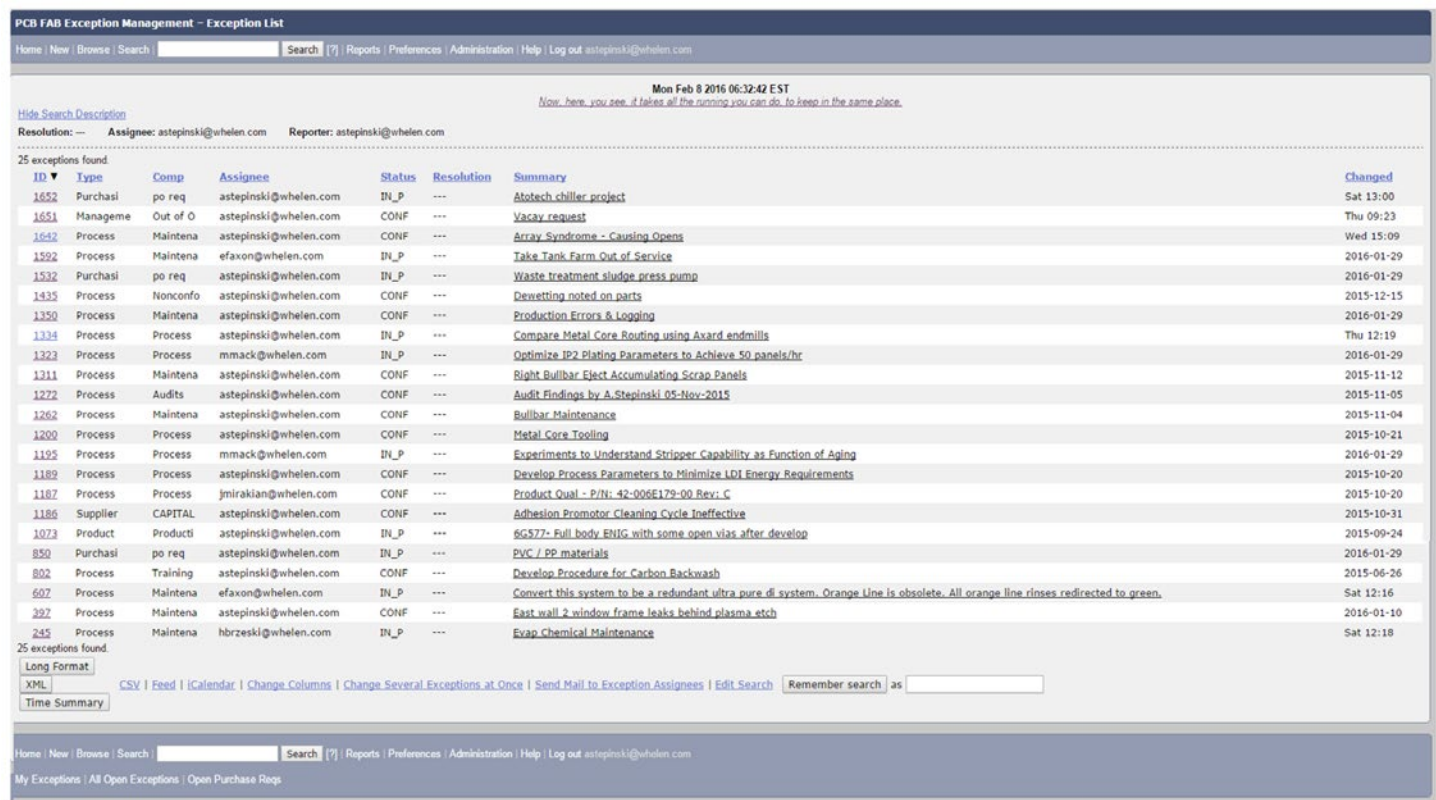 PCB FAB Exception Management – Exception List
Home | New | Browse | Search | Search [?] | Reports | Preferences | Administration | Help | Log out astepinski@whelen.com
Mon Feb 8 2016 06:32:42 EST
Now, here, you see, it takes all the running you can do, to keep in the same place.
Hide Search Description
Resolution: --- Assignee: astepinski@whelen.com Reporter: astepinski@whelen.com
25 exceptions found.
ID▼ Type Comp Assignee Status Resolution Summary Changed
1652 Purchasi po req astepinski@whelen.com IN_P --- Atotech chiller project Sat 13:00
1651 Manageme Out of O astepinski@whelen.com CONF --- Vacay request Thu 09:23
1642 Process Maintena astepinski@whelen.com CONF --- Array Syndrome - Causing Opens Wed 15:09
1592 Process Maintena efaxon@whelen.com IN_P --- Take Tank Farm Out of Service 2016-01-29
1532 Purchasi po req astepinski@whelen.com IN_P --- Waste treatment sludge press pump 2016-01-29
1435 Process Nonconfo astepinski@whelen.com CONF --- Dewetting noted on parts 2015-12-15
1350 Process Maintena astepinski@whelen.com CONF --- Production Errors & Logging 2016-01-29
1334 Process Process astepinski@whelen.com IN_P --- Compare Metal Core Routing using Axard endmills Thu 12:19
1323 Process Process mmack@whelen.com IN_P --- Optimize IP2 Plating Parameters to Achieve 50 panels/hr 2016-01-29
1311 Process Maintena astepinski@whelen.com CONF --- Right Bullbar Eject Accumulating Scrap Panels 2015-11-12
1272 Process Audits astepinski@whelen.com CONF --- Audit Findings by A.Stepinski 05-Nov-2015 2015-11-05
1262 Process Maintena astepinski@whelen.com CONF --- Bullbar Maintenance 2015-11-04
1200 Process Process astepinski@whelen.com CONF --- Metal Core Tooling 2015-10-21
1195 Process Process mmack@whelen.com IN_P --- Experiments to Understand Stripper Capability as Function of Aging 2016-01-29
1189 Process Process astepinski@whelen.com CONF --- Develop Process Parameters to Minimize LDI Energy Requirements 2015-10-20
1187 Process Process jmirakian@whelen.com CONF --- Product Qual - P/N: 42-006E179-00 Rev: C 2015-10-20
1186 Supplier CAPITAL astepinski@whelen.com CONF --- Adhesion Promotor Cleaning Cycle Ineffective 2015-10-31
1073 Product Producti astepinski@whelen.com IN_P --- 6G577- Full body ENIG with some open vias after develop 2015-09-24
850 Purchasi po req astepinski@whelen.com IN_P --- PVC / PP materials 2016-01-29
802 Process Training astepinski@whelen.com CONF --- Develop Procedure for Carbon Backwash 2015-06-26
607 Process Maintena efaxon@whelen.com IN_P --- Convert this system to be a redundant ultra pure di system. Orange Line is obsolete. All orange line rinses redirected to green. Sat 12:16
397 Process Maintena astepinski@whelen.com CONF --- East wall 2 window frame leaks behind plasma etch 2016-01-10
245 Process Maintena hbrzeski@whelen.com IN_P --- Evap Chemical Maintenance Sat 12:18
25 exceptions found.
Long Format
XML CSV | Feed | iCalendar | Change Columns | Change Several Exceptions at Once | Send Mail to Exception Assignees | Edit Search Remember search as
Time Summary
Home | New | Browse | Search | Search [?] | Reports | Preferences | Administration | Help | Log out astepinski@whelen.com
My Exceptions | All Open Exceptions | Open Purchase Reqs